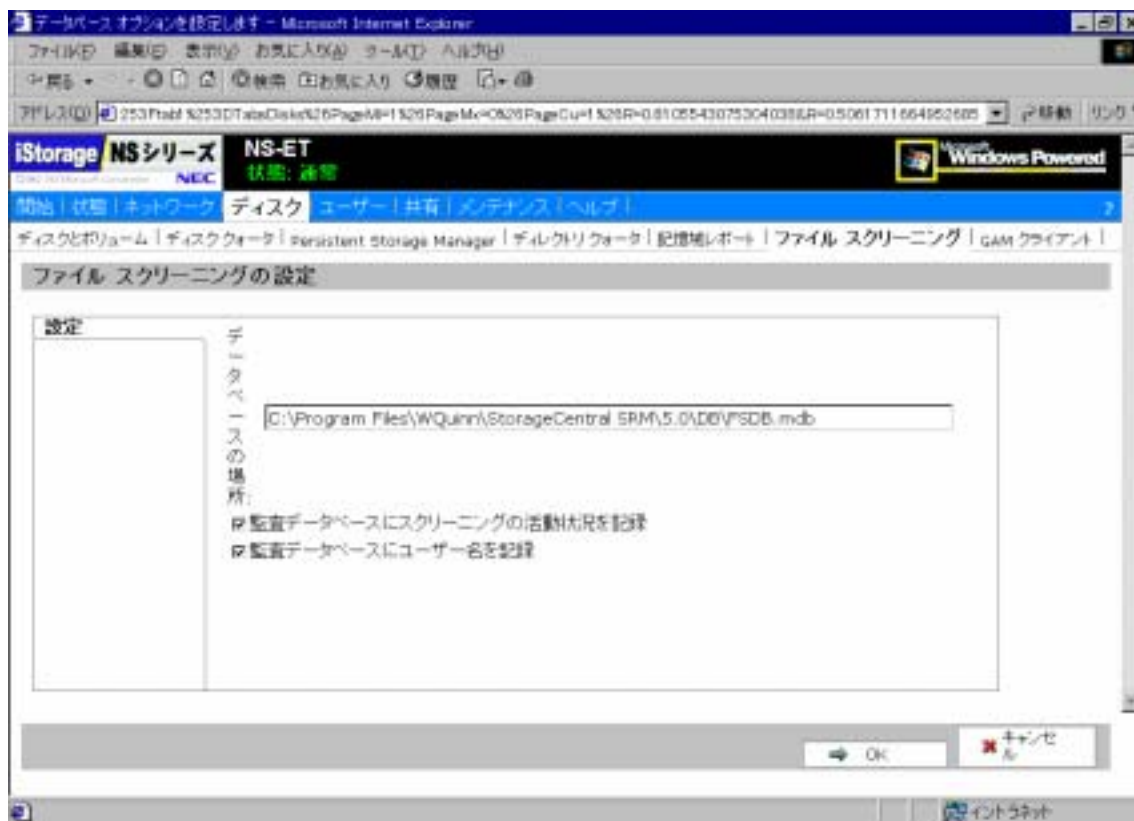 データベース オプションを設定します - Microsoft Internet Explorer
ファイル(F) 編集(E) 表示(V) お気に入り(A) ツール(T) ヘルプ(H)
戻る 検索 お気に入り 履歴
アドレス(D) 移動 リンク
iStorage NSシリーズ NS-ET Windows Powered
NEC 状態: 通常
開始 | 状態 | ネットワーク | ディスク | ユーザー | 共有 | メンテナンス | ヘルプ | ?
ディスクとボリューム | ディスク クォータ | Persistent Storage Manager | ディレクトリ クォータ | 記憶域レポート | ファイル スクリーニング | GAM クライアント |
ファイル スクリーニングの設定
設定
データベースの場所:
C:\Program Files\WQuinn\StorageCentral SRM\5.0\DB\FSDB.mdb
監査データベースにスクリーニングの活動状況を記録
監査データベースにユーザー名を記録
OK
キャンセル
イントラネット